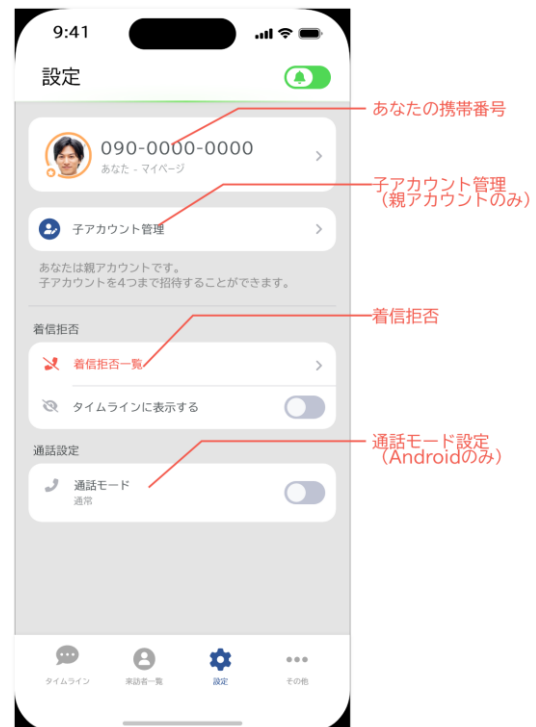 9:41
設定
あなたの携帯番号
090-0000-0000
あなた - マイページ
子アカウント管理
（親アカウントのみ）
子アカウント管理
あなたは親アカウントです。
子アカウントを4つまで招待することができます。
着信拒否
着信拒否
着信拒否一覧
タイムラインに表示する
通話設定
通話モード設定
（Androidのみ）
通話モード
通常
タイムライン
来訪者一覧
設定
その他